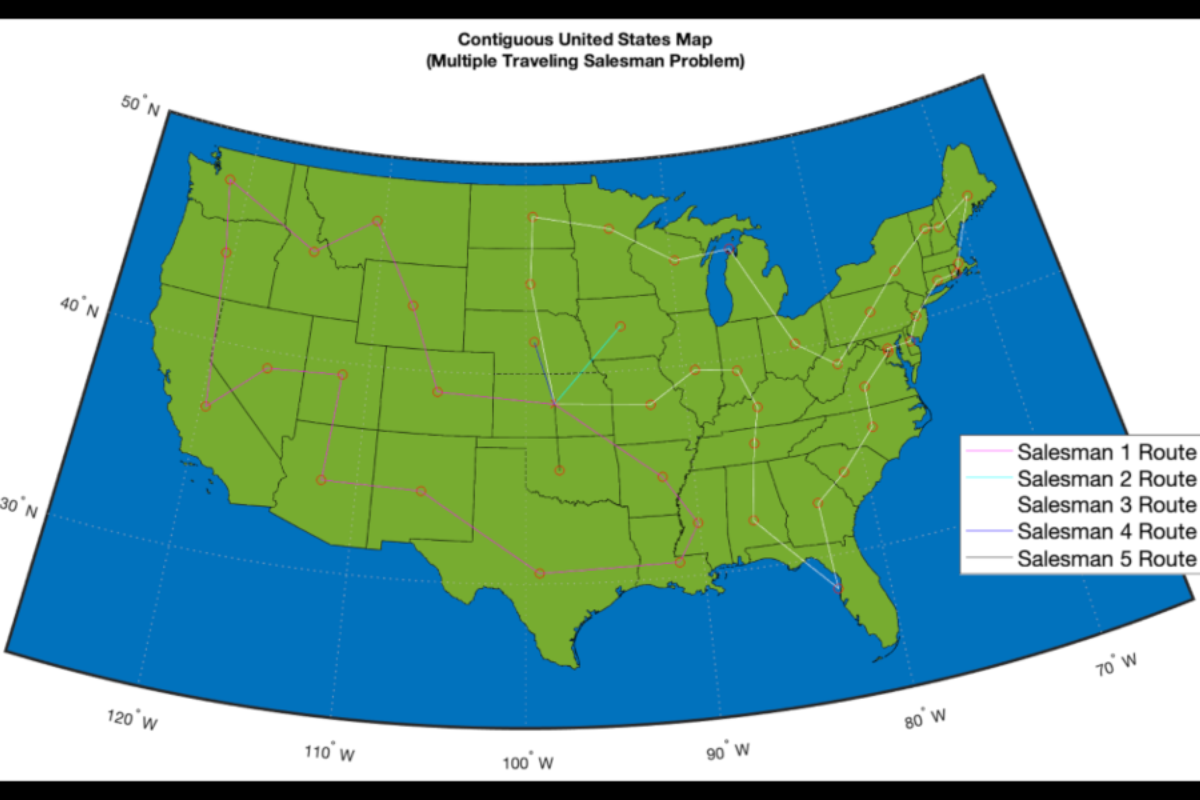 Contiguous United States Map
(Multiple Traveling Salesman Problem)
50° N
40° N
30° N
120° W
110° W
100° W
90° W
80° W
70° W
Salesman 1 Route
Salesman 2 Route
Salesman 3 Route
Salesman 4 Route
Salesman 5 Route